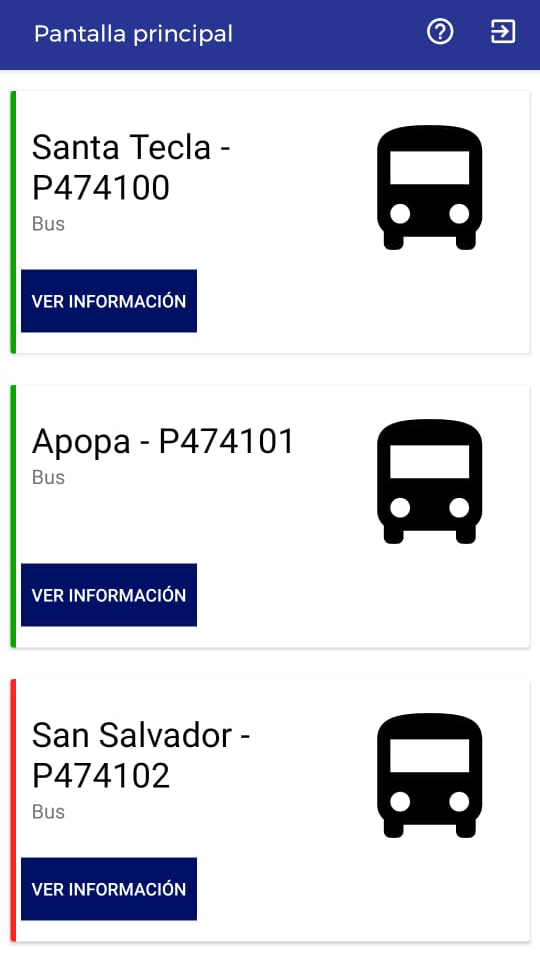 Pantalla principal
Santa Tecla -
P474100
Bus
VER INFORMACIÓN
Apopa - P474101
Bus
VER INFORMACIÓN
San Salvador -
P474102
Bus
VER INFORMACIÓN